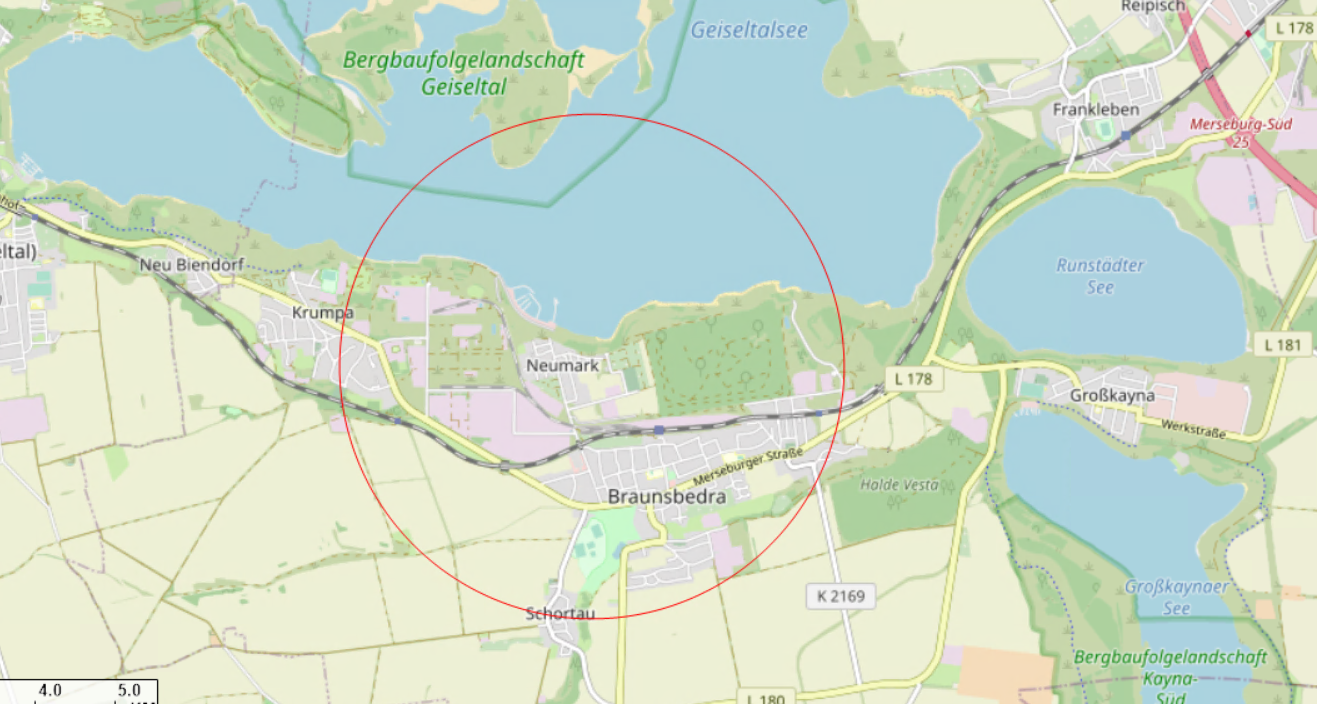 Reipisch
L 178
Geiseltalsee
Bergbaufolgelandschaft
Geiseltal
Frankleben
Merseburg-Süd
25
eltal)
Neu Biendorf
Runstädter
See
Krumpa
L 181
Neumark
L 178
Großkayna
Werkstraße
Merseburger Straße
Halde Vesta
Braunsbedra
K 2169
Großkaynaer
See
Schortau
Bergbaufolgelandschaft
Kayna-
Süd
4.0 5.0
L 180